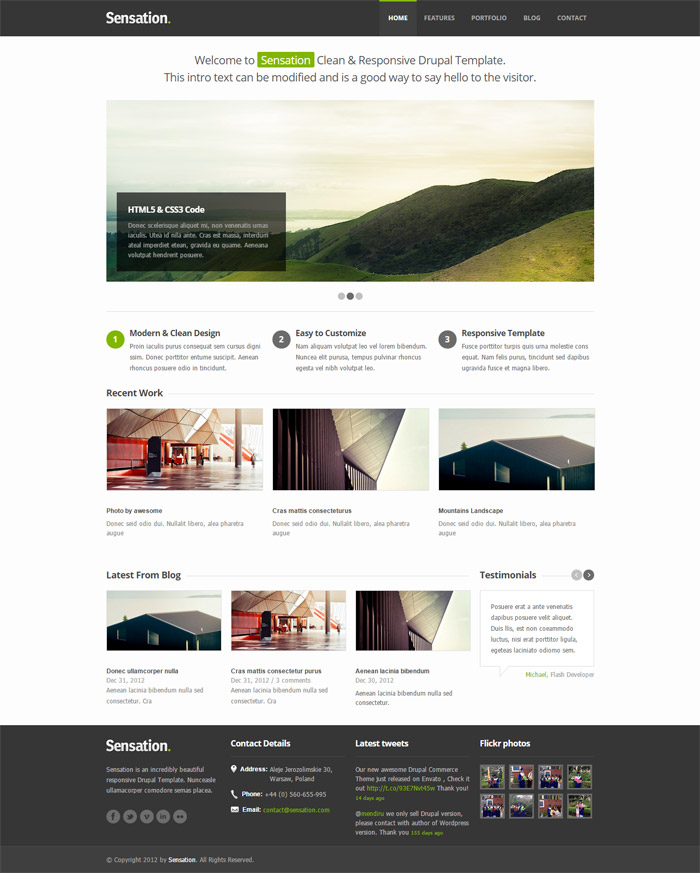 Sensation.
HOME FEATURES PORTFOLIO BLOG CONTACT
Welcome to Sensation Clean & Responsive Drupal Template.
This intro text can be modified and is a good way to say hello to the visitor.
HTML5 & CSS3 Code
Donec scelerisque aliquet mi, non venenatis urnas
iaculis. Utea id nila ante. Cras est massa, interdum
ateal imperdiet etean, gravida eu quame. Aeneana
volutpat hendrerit posuere.
1
Modern & Clean Design
Proin iaculis purus consequat sem cursus digni
ssim. Donec porttitor entume suscipit. Aenean
rhoncus posuere odio in tincidunt.
2
Easy to Customize
Nam aliquam volutpat leo vel lorem bibendum.
Nuncea elit purusa, tempus pulvinar rhoncus
egesta vel nibh volutpat leo.
3
Responsive Template
Fusce porttitor turpis quis urna molestie cons
equat. Nam felis purus, tincidunt sed dapibus
ugravida fusce et magna libero.
Recent Work
Photo by awesome
Donec seid odio dui. Nullalit libero, alea pharetra
augue
Cras mattis consecteturus
Donec seid odio dui. Nullalit libero, alea pharetra
augue
Mountains Landscape
Donec seid odio dui. Nullalit libero, alea pharetra
augue
Latest From Blog
Donec ullamcorper nulla
Dec 31, 2012
Aenean lacinia bibendum nulla sed
consectetur. Cra
Cras mattis consectetur purus
Dec 31, 2012 / 3 comments
Aenean lacinia bibendum nulla sed
consectetur. Cras
Aenean lacinia bibendum
Dec 30, 2012
Aenean lacinia bibendum nulla sed
consectetur.
Testimonials
Posuere erat a ante venenatis
dapibus posuere velit aliquet.
Duis llis, est non coeammodo
luctus, nisi erat porttitor ligula,
egeteas laciniato odiomo sem.
Michael, Flash Developer
Sensation.
Sensation is an incredibly beautiful
responsive Drupal Template. Nunceasle
ullamcorper comodore semas placea.
Contact Details
Address: Aleje Jerozolimskie 30,
Warsaw, Poland
Phone: +44 (0) 560-655-995
Email: contact@sensation.com
Latest tweets
Our new awesome Drupal Commerce
Theme just released on Envato , Check it
out http://t.co/93E7Nvt45w Thank you!
14 days ago
@mendiru we only sell Drupal version,
please contact with author of Wordpress
version. Thank you 155 days ago
Flickr photos
© Copyright 2012 by Sensation. All Rights Reserved.